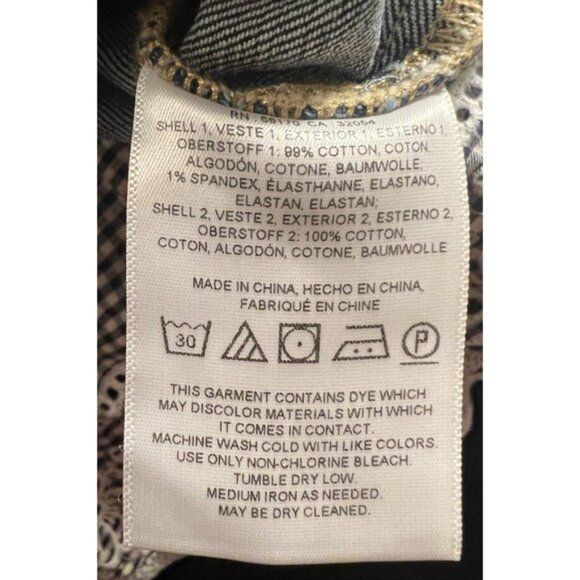 CA 32054
SHELL 1, VESTE 1, EXTERIOR 1, ESTERNO 1,
OBERSTOFF 1: 99% COTTON, COTON,
ALGODÓN, COTONE, BAUMWOLLE;
1% SPANDEX, ÉLASTHANNE, ELASTANO,
ELASTAN, ELASTAN;
SHELL 2, VESTE 2, EXTERIOR 2, ESTERNO 2,
OBERSTOFF 2: 100% COTTON,
COTON, ALGODÓN, COTONE, BAUMWOLLE
MADE IN CHINA, HECHO EN CHINA,
FABRIQUÉ EN CHINE
30 P
THIS GARMENT CONTAINS DYE WHICH
MAY DISCOLOR MATERIALS WITH WHICH
IT COMES IN CONTACT.
MACHINE WASH COLD WITH LIKE COLORS.
USE ONLY NON-CHLORINE BLEACH.
TUMBLE DRY LOW.
MEDIUM IRON AS NEEDED.
MAY BE DRY CLEANED.